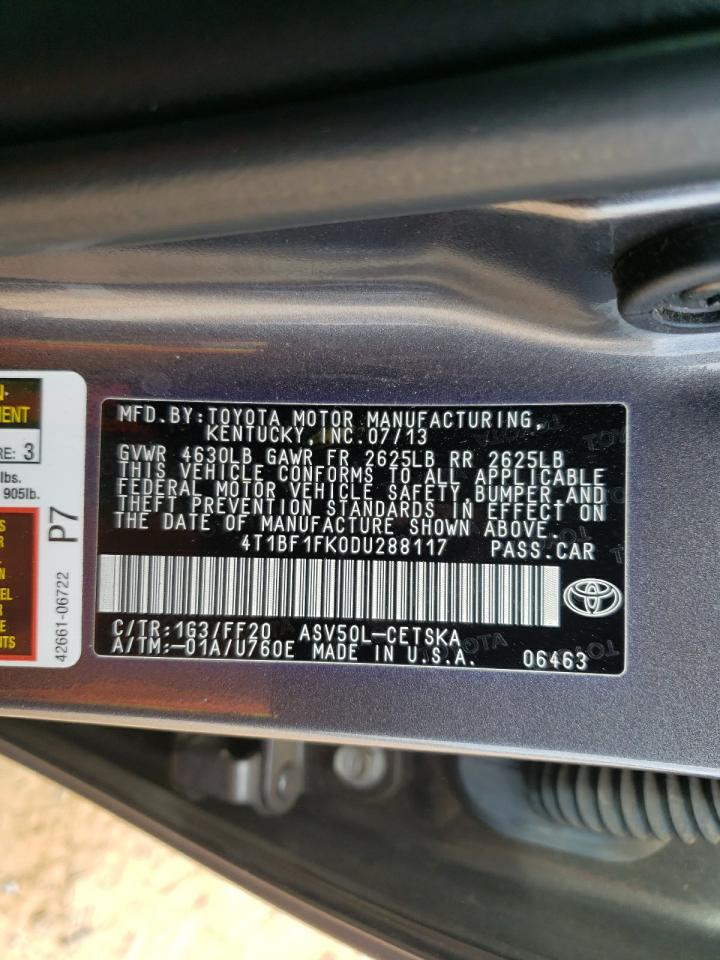 MFD.BY:TOYOTA MOTOR MANUFACTURING,
KENTUCKY,INC.07/13
GVWR 4630LB GAWR FR 2625LB RR 2625LB
THIS VEHICLE CONFORMS TO ALL APPLICABLE
FEDERAL MOTOR VEHICLE SAFETY,BUMPER,AND
THEFT PREVENTION STANDARDS IN EFFECT ON
THE DATE OF MANUFACTURE SHOWN ABOVE.
4T1BF1FK0DU288117 PASS.CAR
C/TR:1G3/FF20 ASV50L-CETSKA
A/TM:-01A/U760E MADE IN U.S.A. 06463
RE: 3
lbs.
905lb.
P7
42661-06722